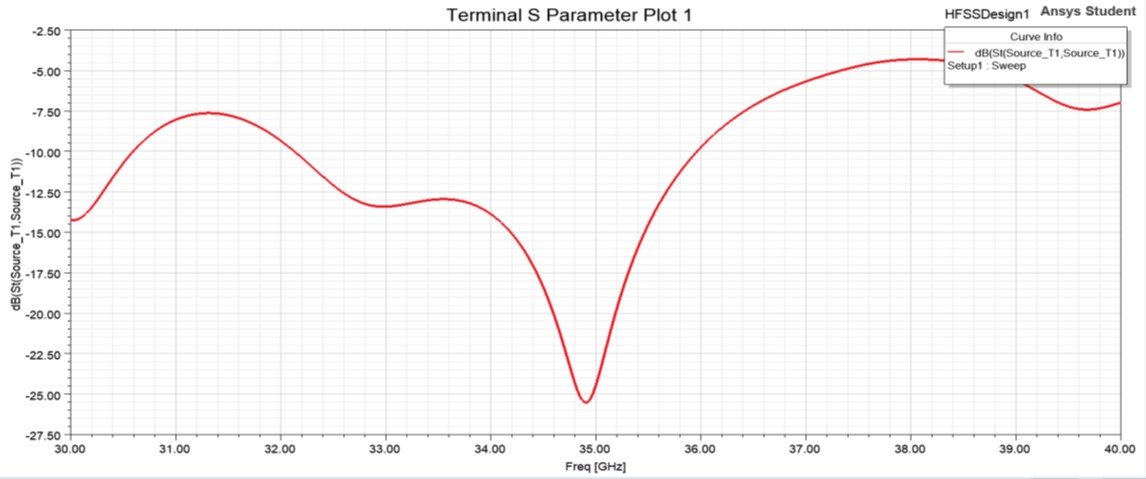 Terminal S Parameter Plot 1
HFSSDesign1 Ansys Student
Curve Info
dB(St(Source_T1,Source_T1))
Setup1 : Sweep
dB(St(Source_T1,Source_T1))
-2.50
-5.00
-7.50
-10.00
-12.50
-15.00
-17.50
-20.00
-22.50
-25.00
-27.50
30.00 31.00 32.00 33.00 34.00 35.00 36.00 37.00 38.00 39.00 40.00
Freq [GHz]